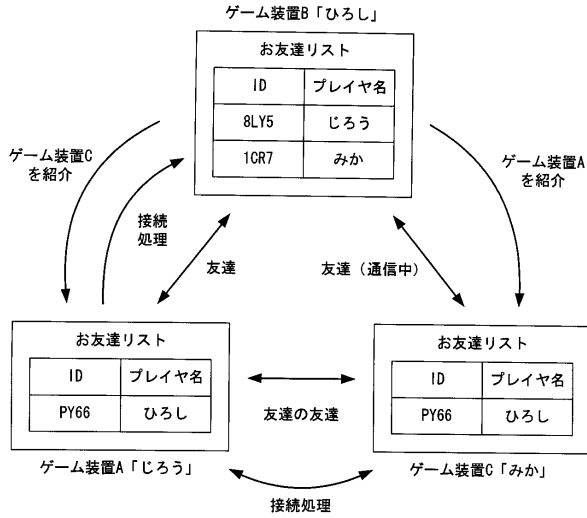 ゲーム装置B「ひろし」
お友達リスト
ID プレイヤ名
8LY5 じろう
1CR7 みか
ゲーム装置C
を紹介
ゲーム装置A
を紹介
接続
処理
友達
友達（通信中）
お友達リスト
ID プレイヤ名
PY66 ひろし
ゲーム装置A「じろう」
友達の友達
お友達リスト
ID プレイヤ名
PY66 ひろし
ゲーム装置C「みか」
接続処理